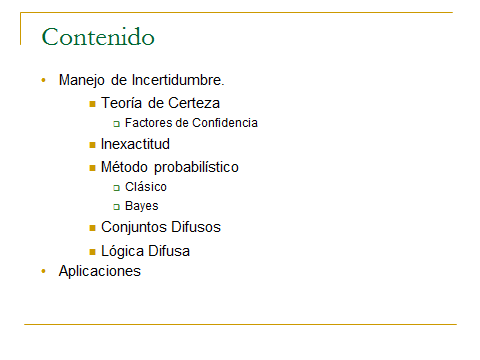 Contenido
Manejo de Incertidumbre.
Teoría de Certeza
Factores de Confidencia
Inexactitud
Método probabilístico
Clásico
Bayes
Conjuntos Difusos
Lógica Difusa
Aplicaciones